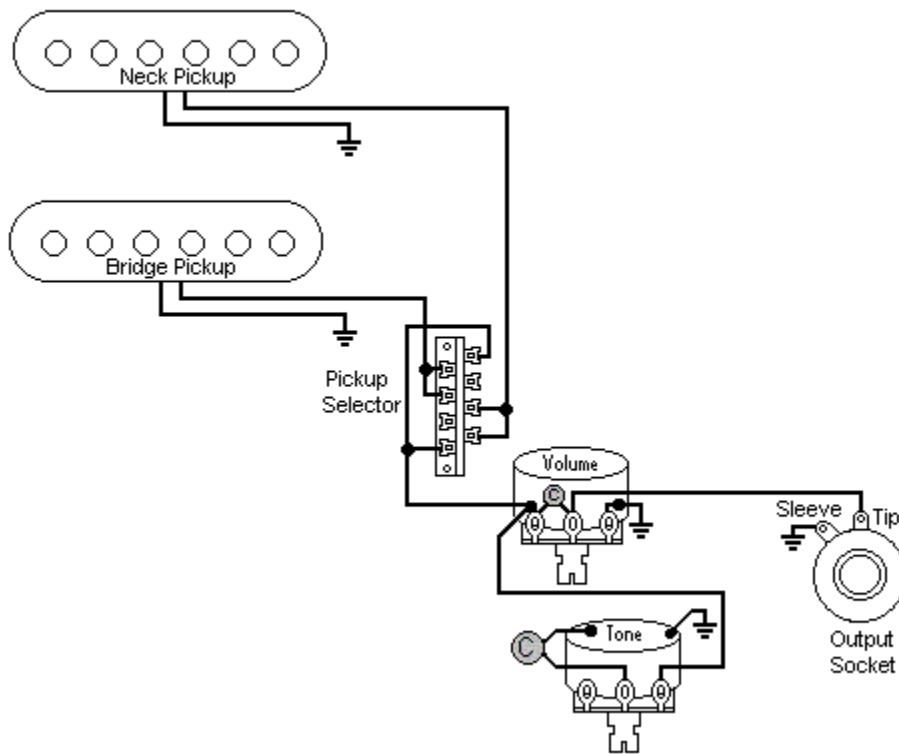 Neck Pickup
Bridge Pickup
Pickup
Selector
Volume
C
Sleeve
Tip
Tone
C
Output
Socket